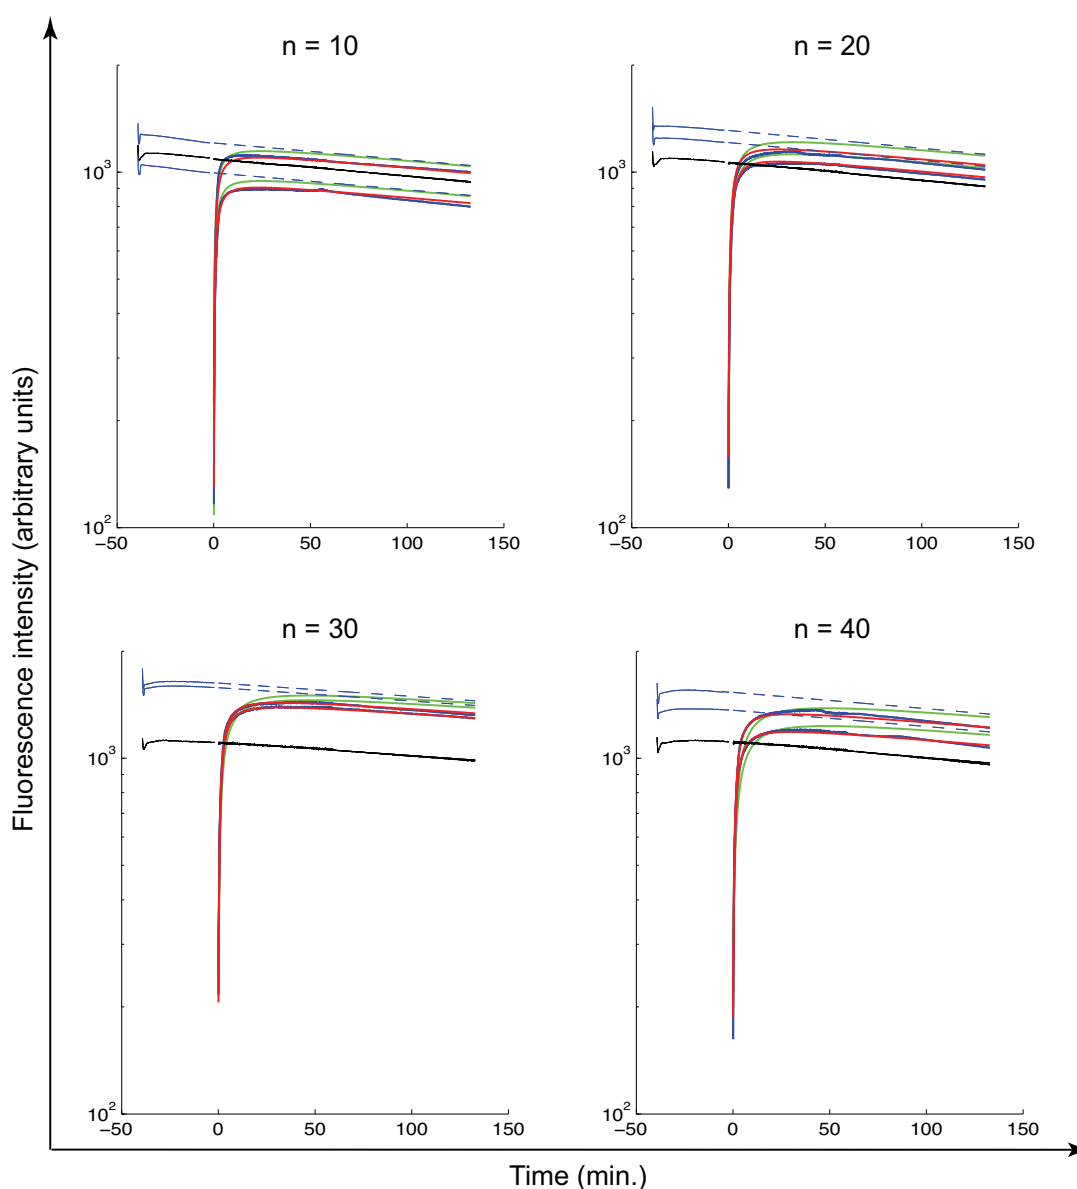 n = 10
n = 20
10^3
10^3
10^2
10^2
−50 0 50 100 150
−50 0 50 100 150
n = 30
n = 40
Fluorescence intensity (arbitrary units)
10^3
10^3
10^2
10^2
−50 0 50 100 150
−50 0 50 100 150
Time (min.)